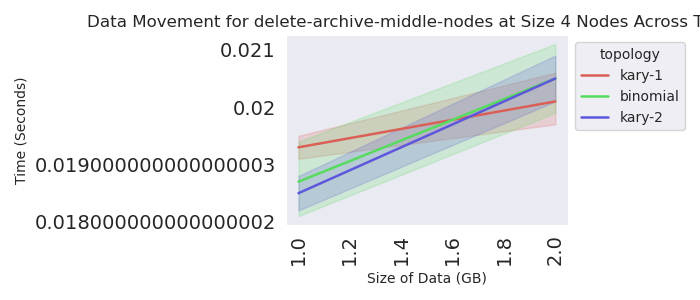 Data Movement for delete-archive-middle-nodes at Size 4 Nodes Across T
Time (Seconds)
0.021
0.02
0.019000000000000003
0.018000000000000002
1.0
1.2
1.4
1.6
1.8
2.0
Size of Data (GB)
topology
kary-1
binomial
kary-2